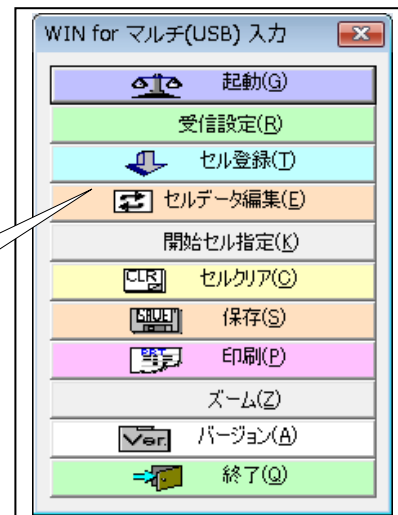 WIN for マルチ(USB) 入力
起動(G)
受信設定(R)
セル登録(T)
セルデータ編集(E)
開始セル指定(K)
CLR セルクリア(C)
SAVE 保存(S)
PRT 印刷(P)
ズーム(Z)
Ver. バージョン(A)
終了(Q)